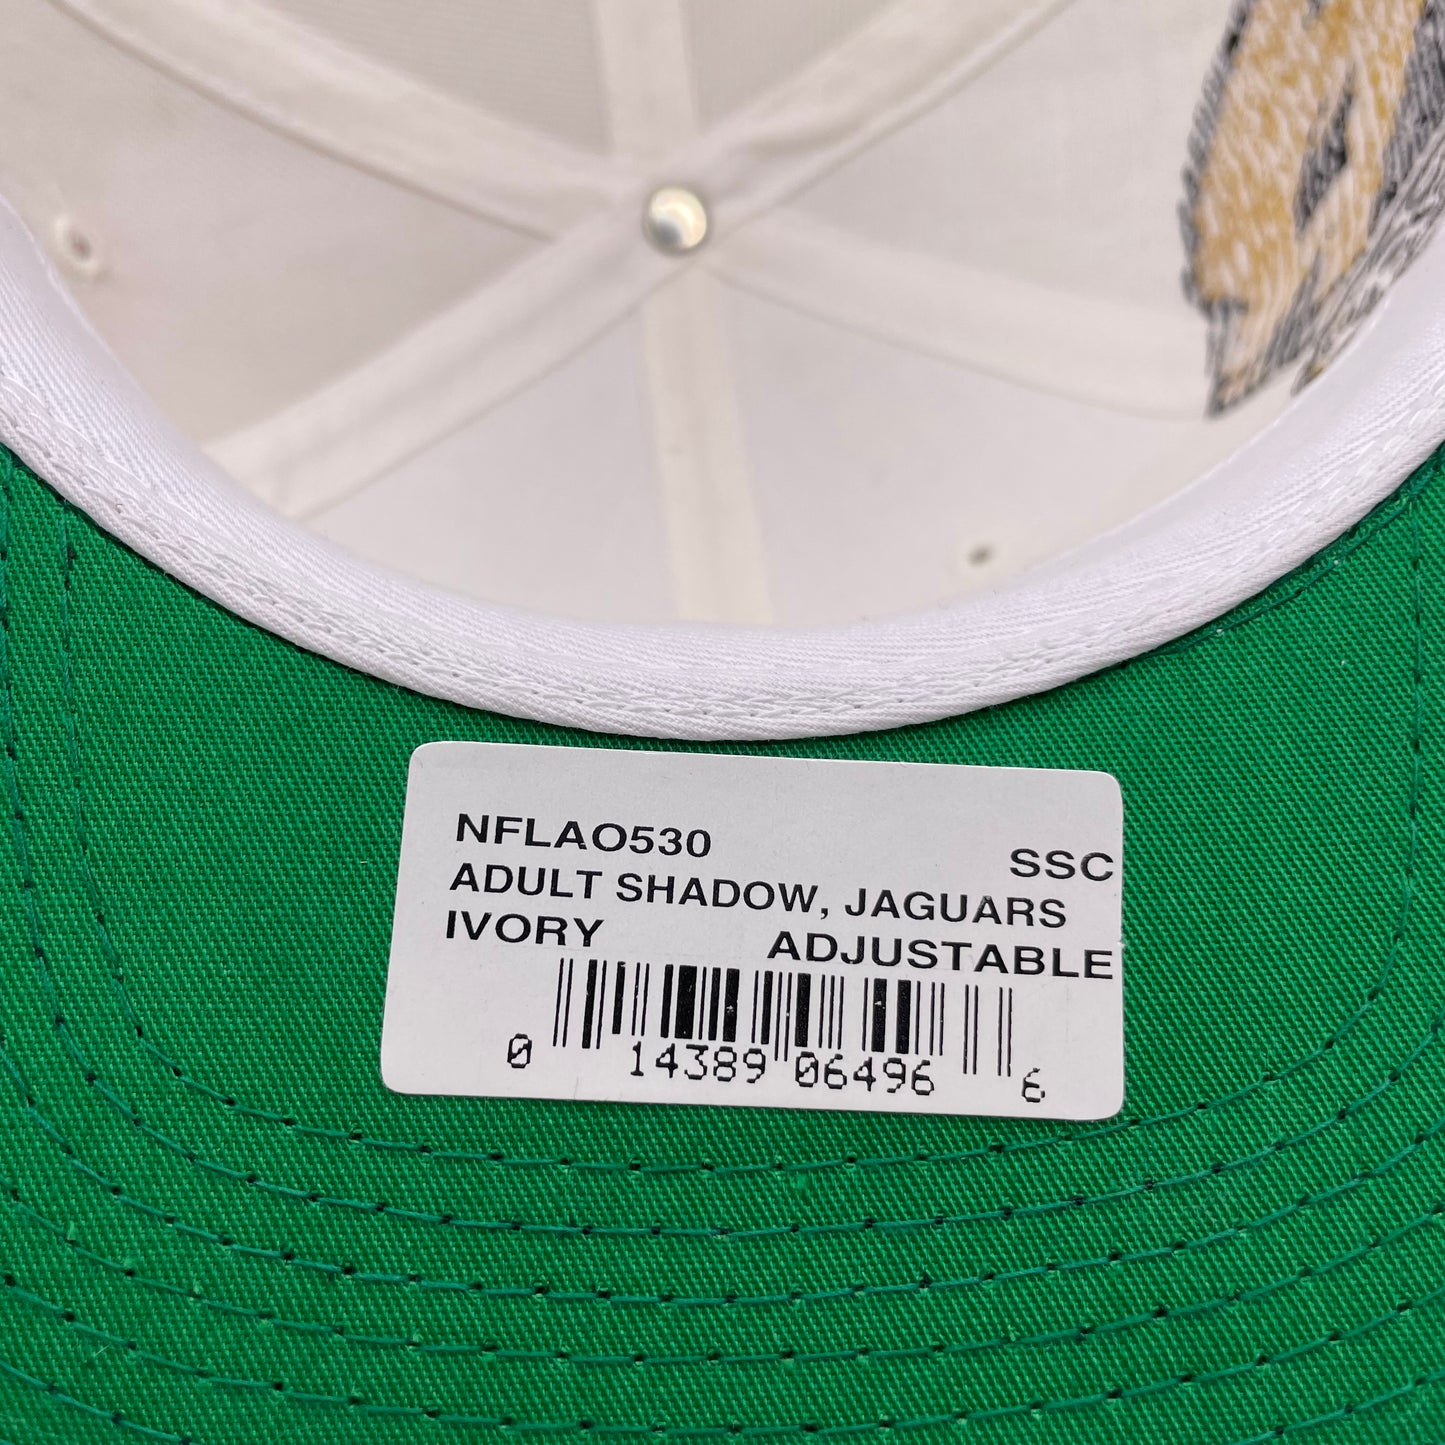 NFLAO530
SSC
ADULT SHADOW, JAGUARS
IVORY ADJUSTABLE
0 14389 06496 6